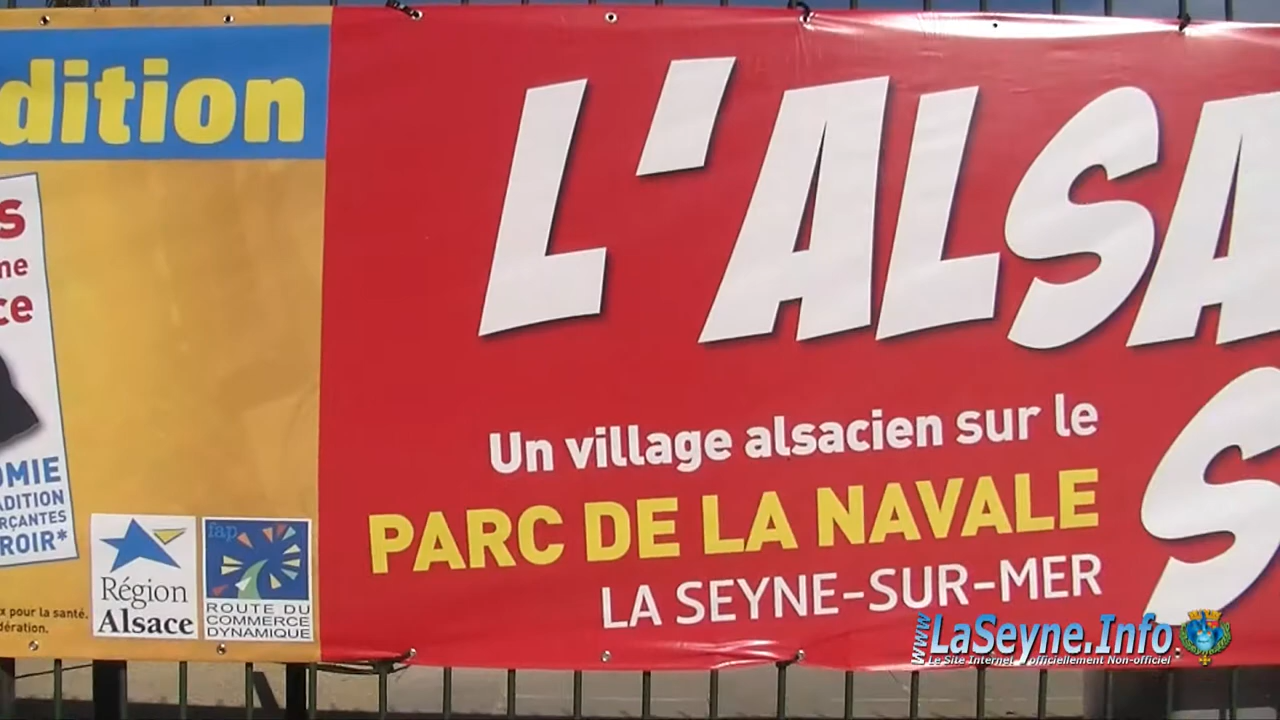 dition
OMIE
ADITION
RÇANTES
ROIR*
x pour la santé.
dération.
Région
Alsace
fap
ROUTE DU
COMMERCE
DYNAMIQUE
L'ALSA
S
Un village alsacien sur le
PARC DE LA NAVALE
LA SEYNE-SUR-MER
www.LaSeyne.Info
Le Site Internet officiellement Non-officiel